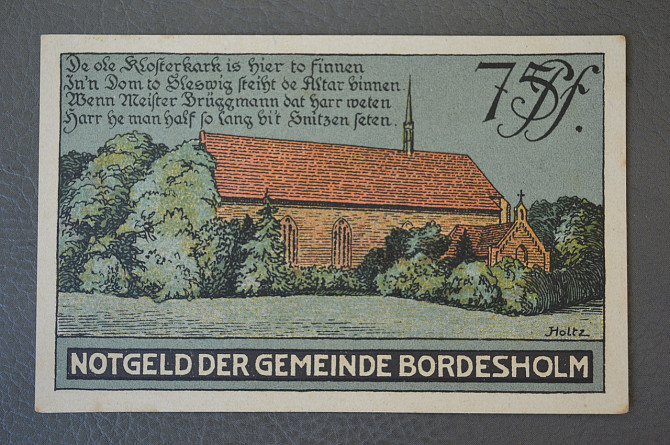 De ole Klosterkark is hier to finnen
In'n Dom to Sleswig steiht de Altar binnen.
Wenn Meister Brüggmann dat harr weten
Harr he man half so lang bi't Snitzen seten.
75 Pf.
Holtz
NOTGELD DER GEMEINDE BORDESHOLM